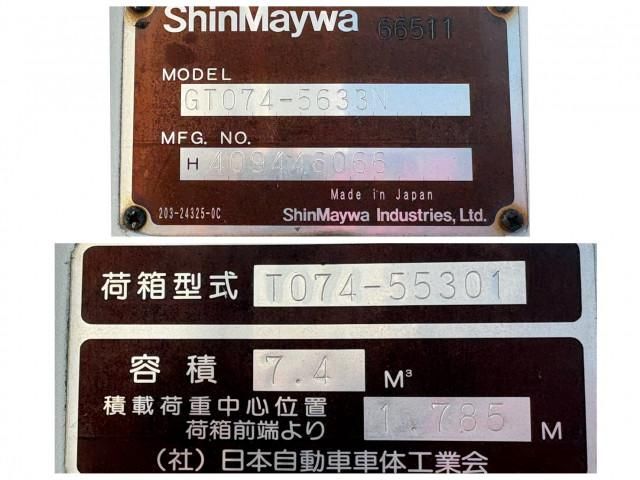 ShinMaywa 66511
MODEL
GT074-5633N
MFG. NO.
H 409446066
Made in Japan
203-24325-0C ShinMaywa Industries, Ltd.
荷箱型式 T074-55301
容積 7.4 M³
積載荷重中心位置
荷箱前端より 1.785 M
(社)日本自動車車体工業会